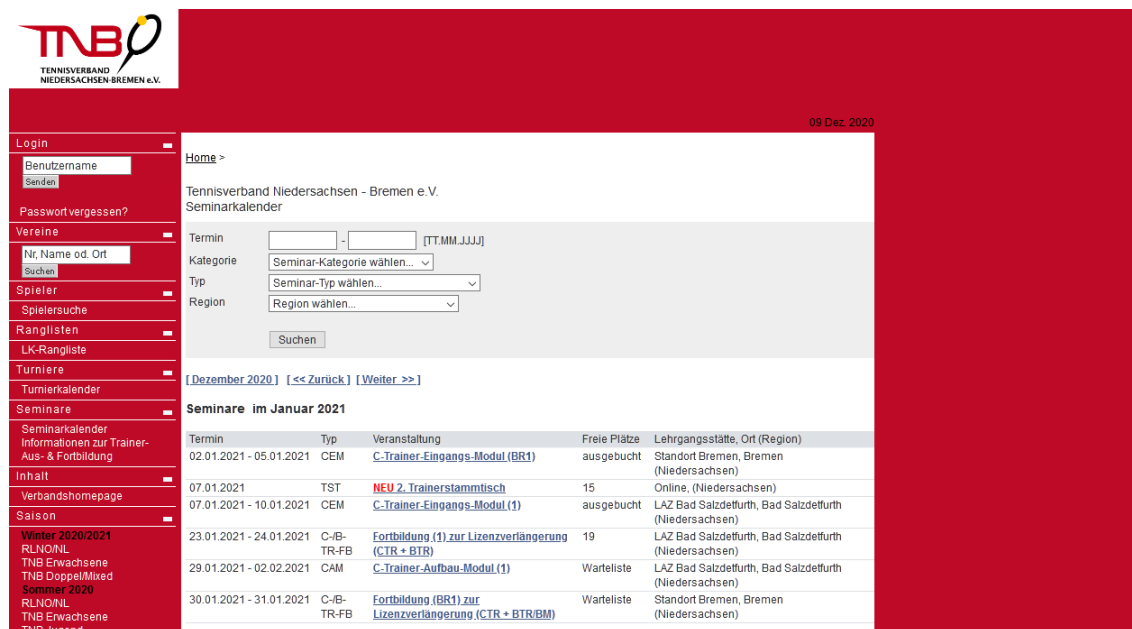 TNB
TENNISVERBAND
NIEDERSACHSEN-BREMEN e.V.
09 Dez. 2020
Login
Benutzername
Senden
Passwort vergessen?
Vereine
Nr, Name od. Ort
Suchen
Spieler
Spielersuche
Ranglisten
LK-Rangliste
Turniere
Turnierkalender
Seminare
Seminarkalender
Informationen zur Trainer-
Aus- & Fortbildung
Inhalt
Verbandshomepage
Saison
Winter 2020/2021
RLNO/NL
TNB Erwachsene
TNB Doppel/Mixed
Sommer 2020
RLNO/NL
TNB Erwachsene
TNB Jugend
Home >
Tennisverband Niedersachsen - Bremen e.V.
Seminarkalender
Termin - [TT.MM.JJJJ]
Kategorie Seminar-Kategorie wählen...
Typ Seminar-Typ wählen...
Region Region wählen...
Suchen
[ Dezember 2020 ] [ << Zurück ] [ Weiter >> ]
Seminare im Januar 2021
Termin Typ Veranstaltung Freie Plätze Lehrgangsstätte, Ort (Region)
02.01.2021 - 05.01.2021 CEM C-Trainer-Eingangs-Modul (BR1) ausgebucht Standort Bremen, Bremen
(Niedersachsen)
07.01.2021 TST NEU 2. Trainerstammtisch 15 Online, (Niedersachsen)
07.01.2021 - 10.01.2021 CEM C-Trainer-Eingangs-Modul (1) ausgebucht LAZ Bad Salzdetfurth, Bad Salzdetfurth
(Niedersachsen)
23.01.2021 - 24.01.2021 C-/B- Fortbildung (1) zur Lizenzverlängerung 19 LAZ Bad Salzdetfurth, Bad Salzdetfurth
TR-FB (CTR + BTR) (Niedersachsen)
29.01.2021 - 02.02.2021 CAM C-Trainer-Aufbau-Modul (1) Warteliste LAZ Bad Salzdetfurth, Bad Salzdetfurth
(Niedersachsen)
30.01.2021 - 31.01.2021 C-/B- Fortbildung (BR1) zur Warteliste Standort Bremen, Bremen
TR-FB Lizenzverlängerung (CTR + BTR/BM) (Niedersachsen)